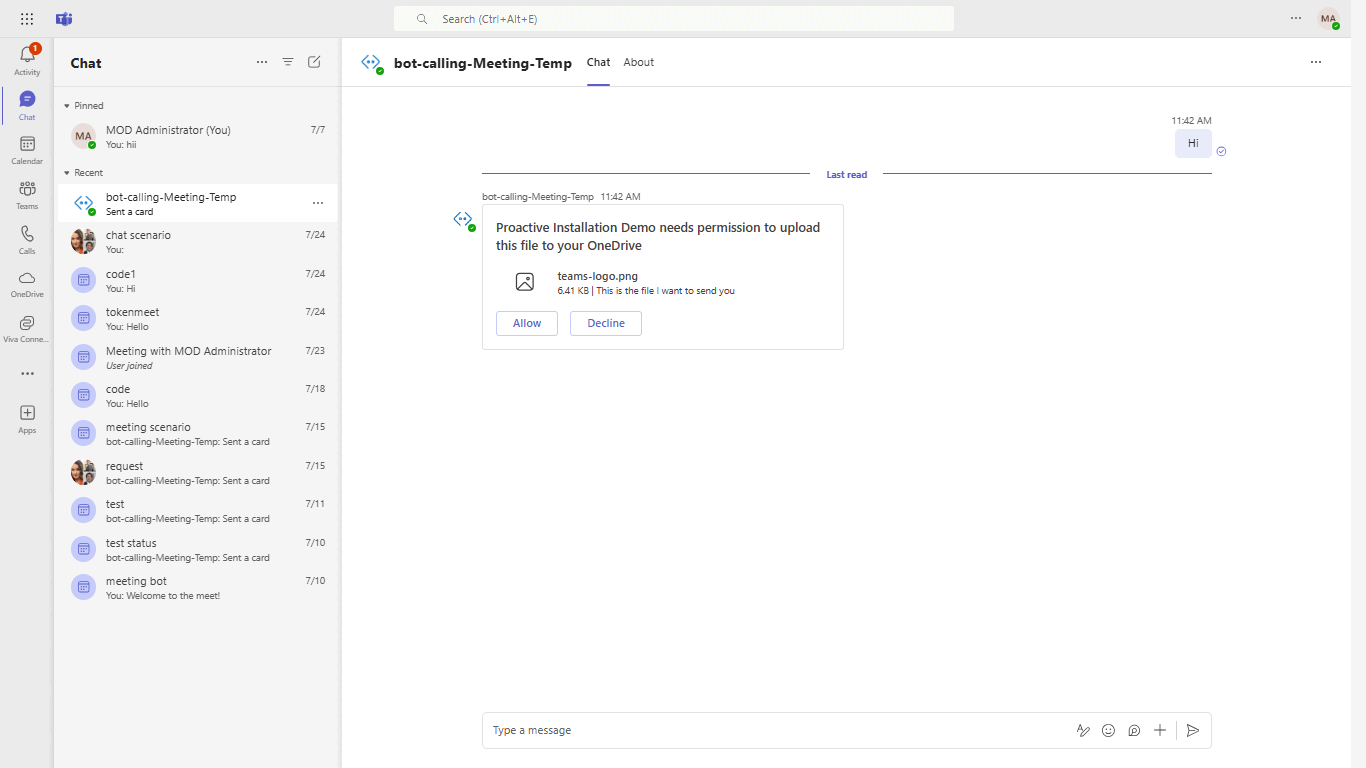 Search (Ctrl+Alt+E)
MA
1
Activity
Chat
Calendar
Teams
Calls
OneDrive
Viva Conne...
Apps
Chat
Pinned
MA
MOD Administrator (You) 7/7
You: hii
Recent
bot-calling-Meeting-Temp
Sent a card
chat scenario 7/24
You:
code1 7/24
You: Hi
tokenmeet 7/24
You: Hello
Meeting with MOD Administrator 7/23
User joined
code 7/18
You: Hello
meeting scenario 7/15
bot-calling-Meeting-Temp: Sent a card
request 7/15
bot-calling-Meeting-Temp: Sent a card
test 7/11
bot-calling-Meeting-Temp: Sent a card
test status 7/10
bot-calling-Meeting-Temp: Sent a card
meeting bot 7/10
You: Welcome to the meet!
bot-calling-Meeting-Temp Chat About
11:42 AM
Hi
Last read
bot-calling-Meeting-Temp 11:42 AM
Proactive Installation Demo needs permission to upload
this file to your OneDrive
teams-logo.png
6.41 KB | This is the file I want to send you
Allow Decline
Type a message